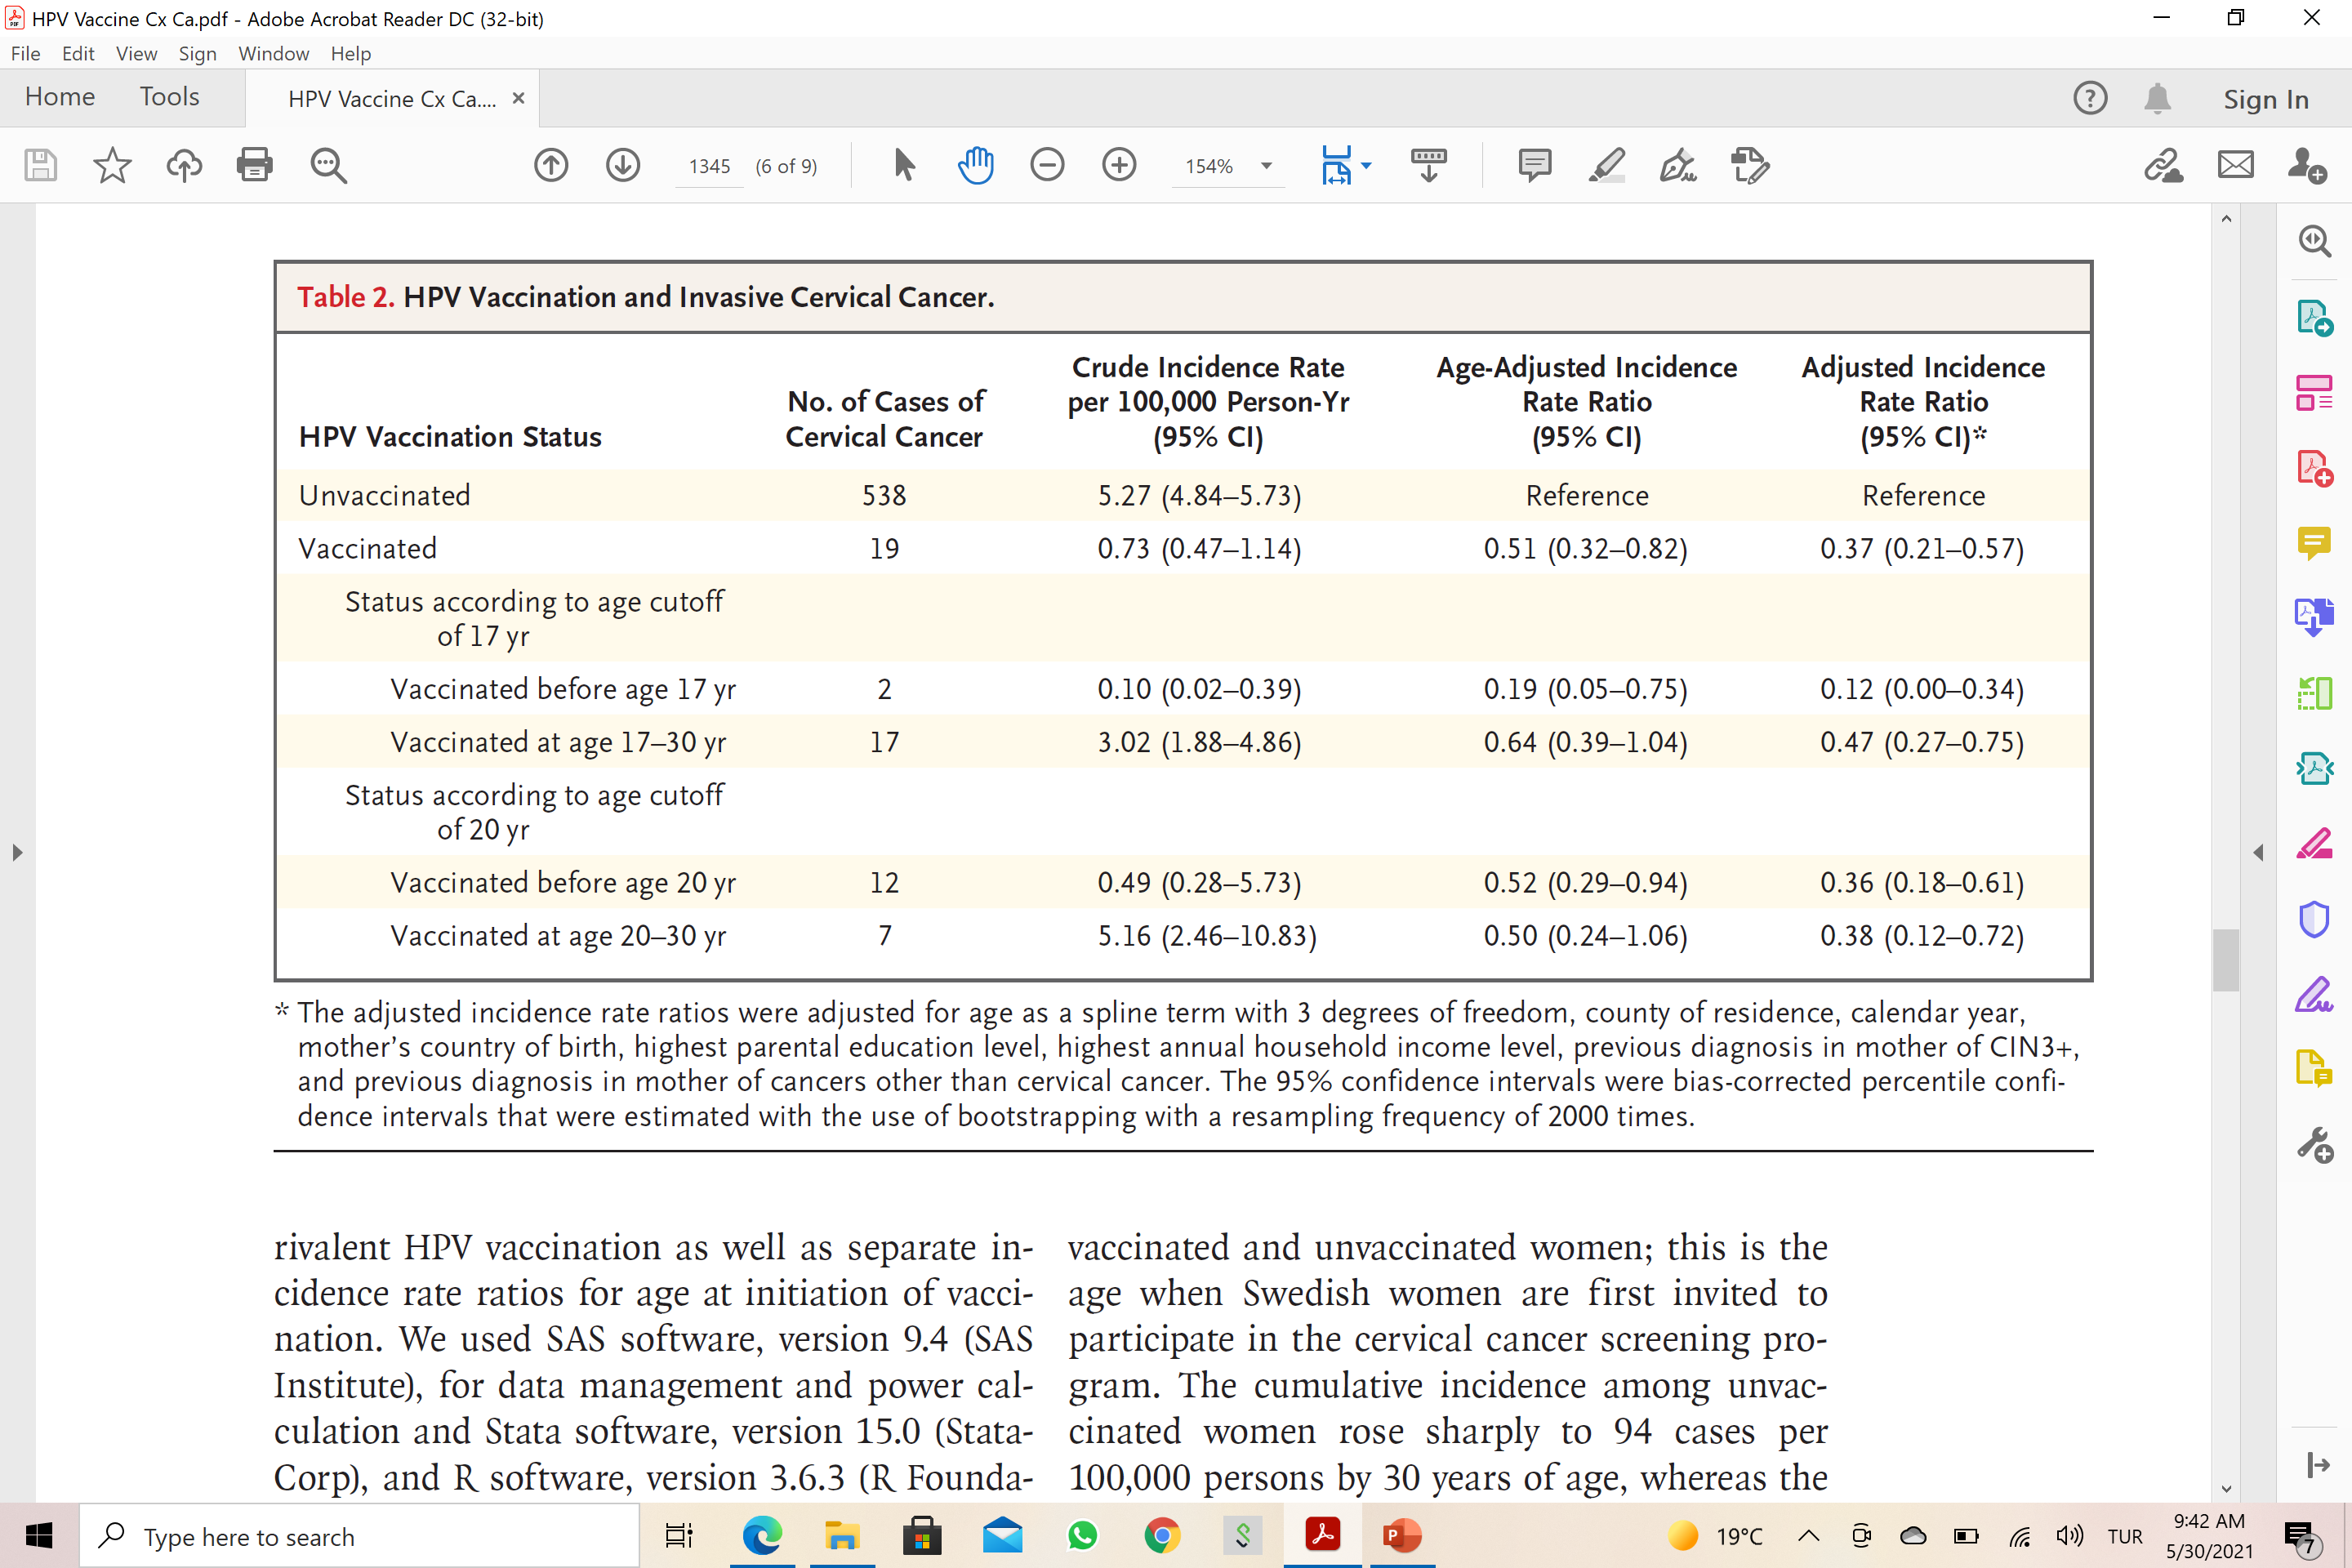 HPV Vaccine Cx Ca.pdf - Adobe Acrobat Reader DC (32-bit)
File Edit View Sign Window Help
Home Tools HPV Vaccine Cx Ca.... × Sign In
1345 (6 of 9) 154%
Table 2. HPV Vaccination and Invasive Cervical Cancer.
HPV Vaccination Status
No. of Cases of
Cervical Cancer
Crude Incidence Rate
per 100,000 Person-Yr
(95% CI)
Age-Adjusted Incidence
Rate Ratio
(95% CI)
Adjusted Incidence
Rate Ratio
(95% CI)*
Unvaccinated 538 5.27 (4.84–5.73) Reference Reference
Vaccinated 19 0.73 (0.47–1.14) 0.51 (0.32–0.82) 0.37 (0.21–0.57)
Status according to age cutoff
of 17 yr
Vaccinated before age 17 yr 2 0.10 (0.02–0.39) 0.19 (0.05–0.75) 0.12 (0.00–0.34)
Vaccinated at age 17–30 yr 17 3.02 (1.88–4.86) 0.64 (0.39–1.04) 0.47 (0.27–0.75)
Status according to age cutoff
of 20 yr
Vaccinated before age 20 yr 12 0.49 (0.28–5.73) 0.52 (0.29–0.94) 0.36 (0.18–0.61)
Vaccinated at age 20–30 yr 7 5.16 (2.46–10.83) 0.50 (0.24–1.06) 0.38 (0.12–0.72)
* The adjusted incidence rate ratios were adjusted for age as a spline term with 3 degrees of freedom, county of residence, calendar year,
mother’s country of birth, highest parental education level, highest annual household income level, previous diagnosis in mother of CIN3+,
and previous diagnosis in mother of cancers other than cervical cancer. The 95% confidence intervals were bias-corrected percentile confi-
dence intervals that were estimated with the use of bootstrapping with a resampling frequency of 2000 times.
rivalent HPV vaccination as well as separate in-
cidence rate ratios for age at initiation of vacci-
nation. We used SAS software, version 9.4 (SAS
Institute), for data management and power cal-
culation and Stata software, version 15.0 (Stata-
Corp), and R software, version 3.6.3 (R Founda-
vaccinated and unvaccinated women; this is the
age when Swedish women are first invited to
participate in the cervical cancer screening pro-
gram. The cumulative incidence among unvac-
cinated women rose sharply to 94 cases per
100,000 persons by 30 years of age, whereas the
Type here to search
19°C
TUR
9:42 AM
5/30/2021
7